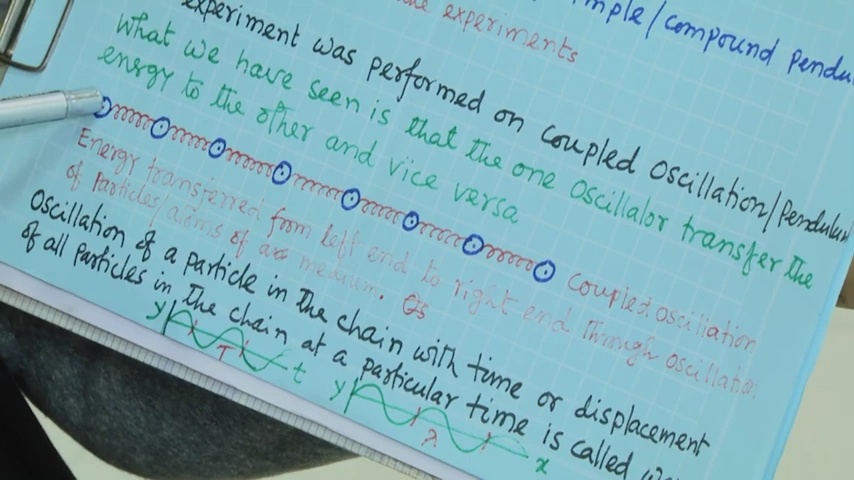 experiments
imple/compound pendu
experiment was performed on coupled oscillation/pendulum
what we have seen is that the one oscillator transfer the
energy to the other and vice versa
coupled oscillation
Energy transferred from left end to right end through oscillation
of particles/atoms of a medium. Os
Oscillation of a particle in the chain with time or displacement
of all particles in the chain at a particular time is called
y T t
y λ x